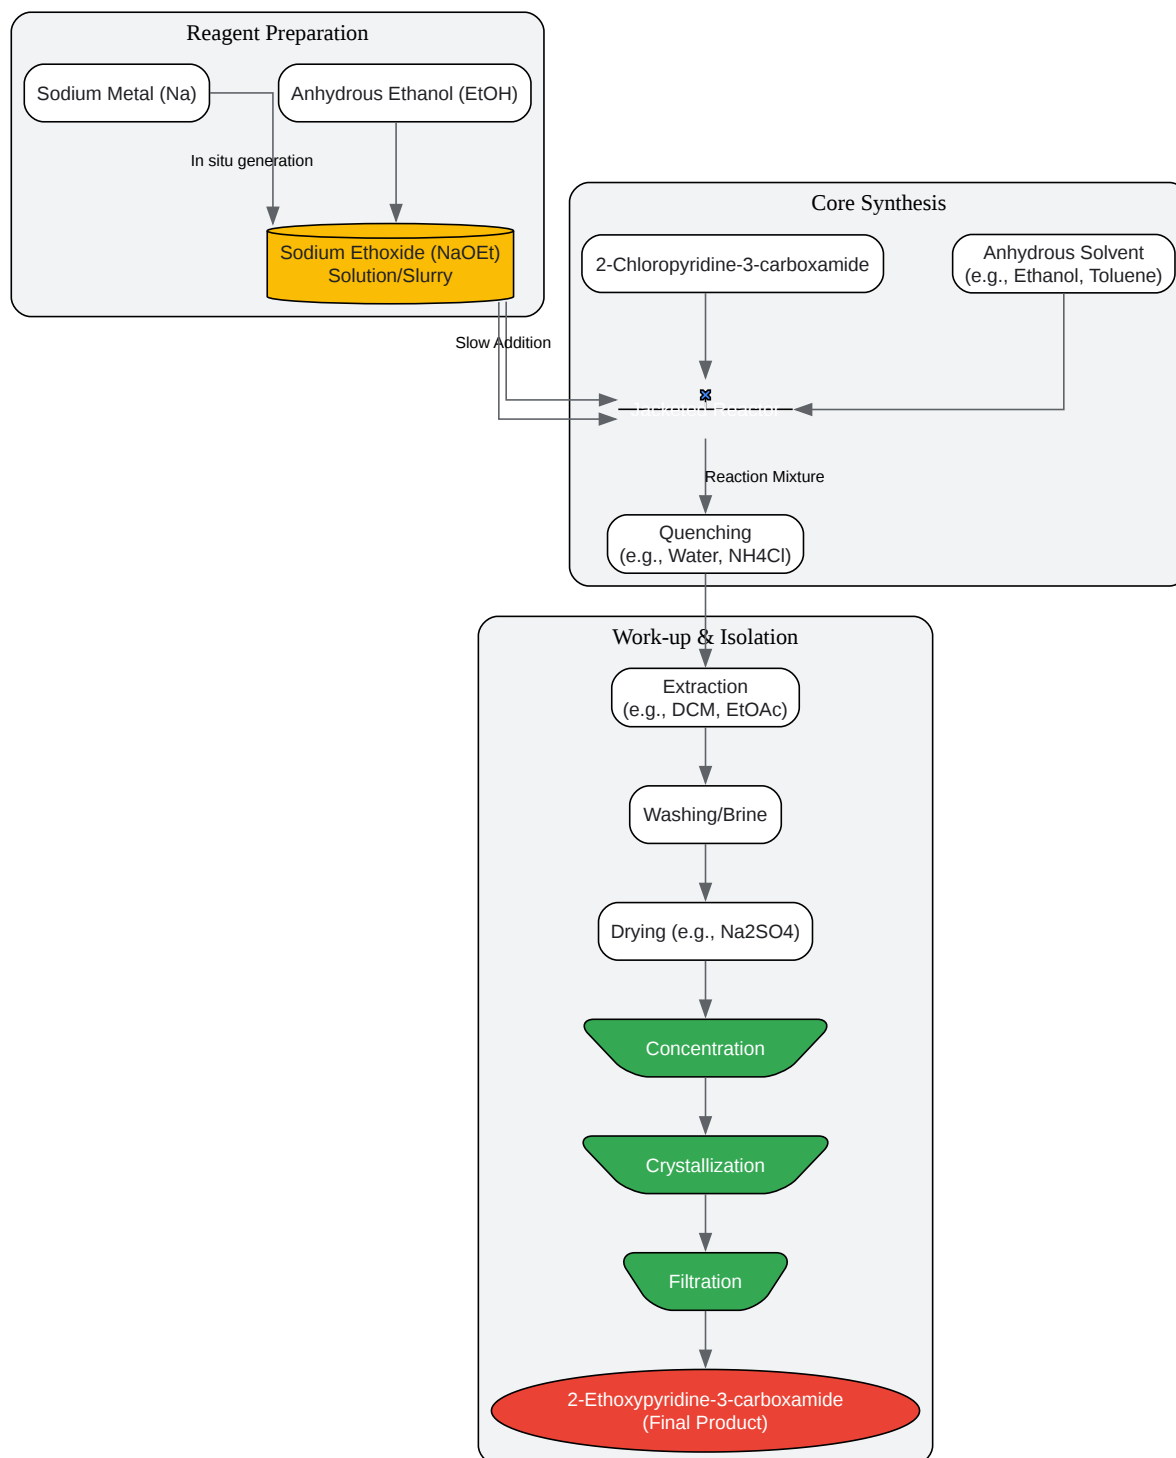 Reagent Preparation
Sodium Metal (Na)
Anhydrous Ethanol (EtOH)
In situ generation
Sodium Ethoxide (NaOEt)
Solution/Slurry
Slow Addition
Core Synthesis
2-Chloropyridine-3-carboxamide
Anhydrous Solvent
(e.g., Ethanol, Toluene)
Jacketed Reactor
Reaction Mixture
Quenching
(e.g., Water, NH4Cl)
Work-up & Isolation
Extraction
(e.g., DCM, EtOAc)
Washing/Brine
Drying (e.g., Na2SO4)
Concentration
Crystallization
Filtration
2-Ethoxypyridine-3-carboxamide
(Final Product)